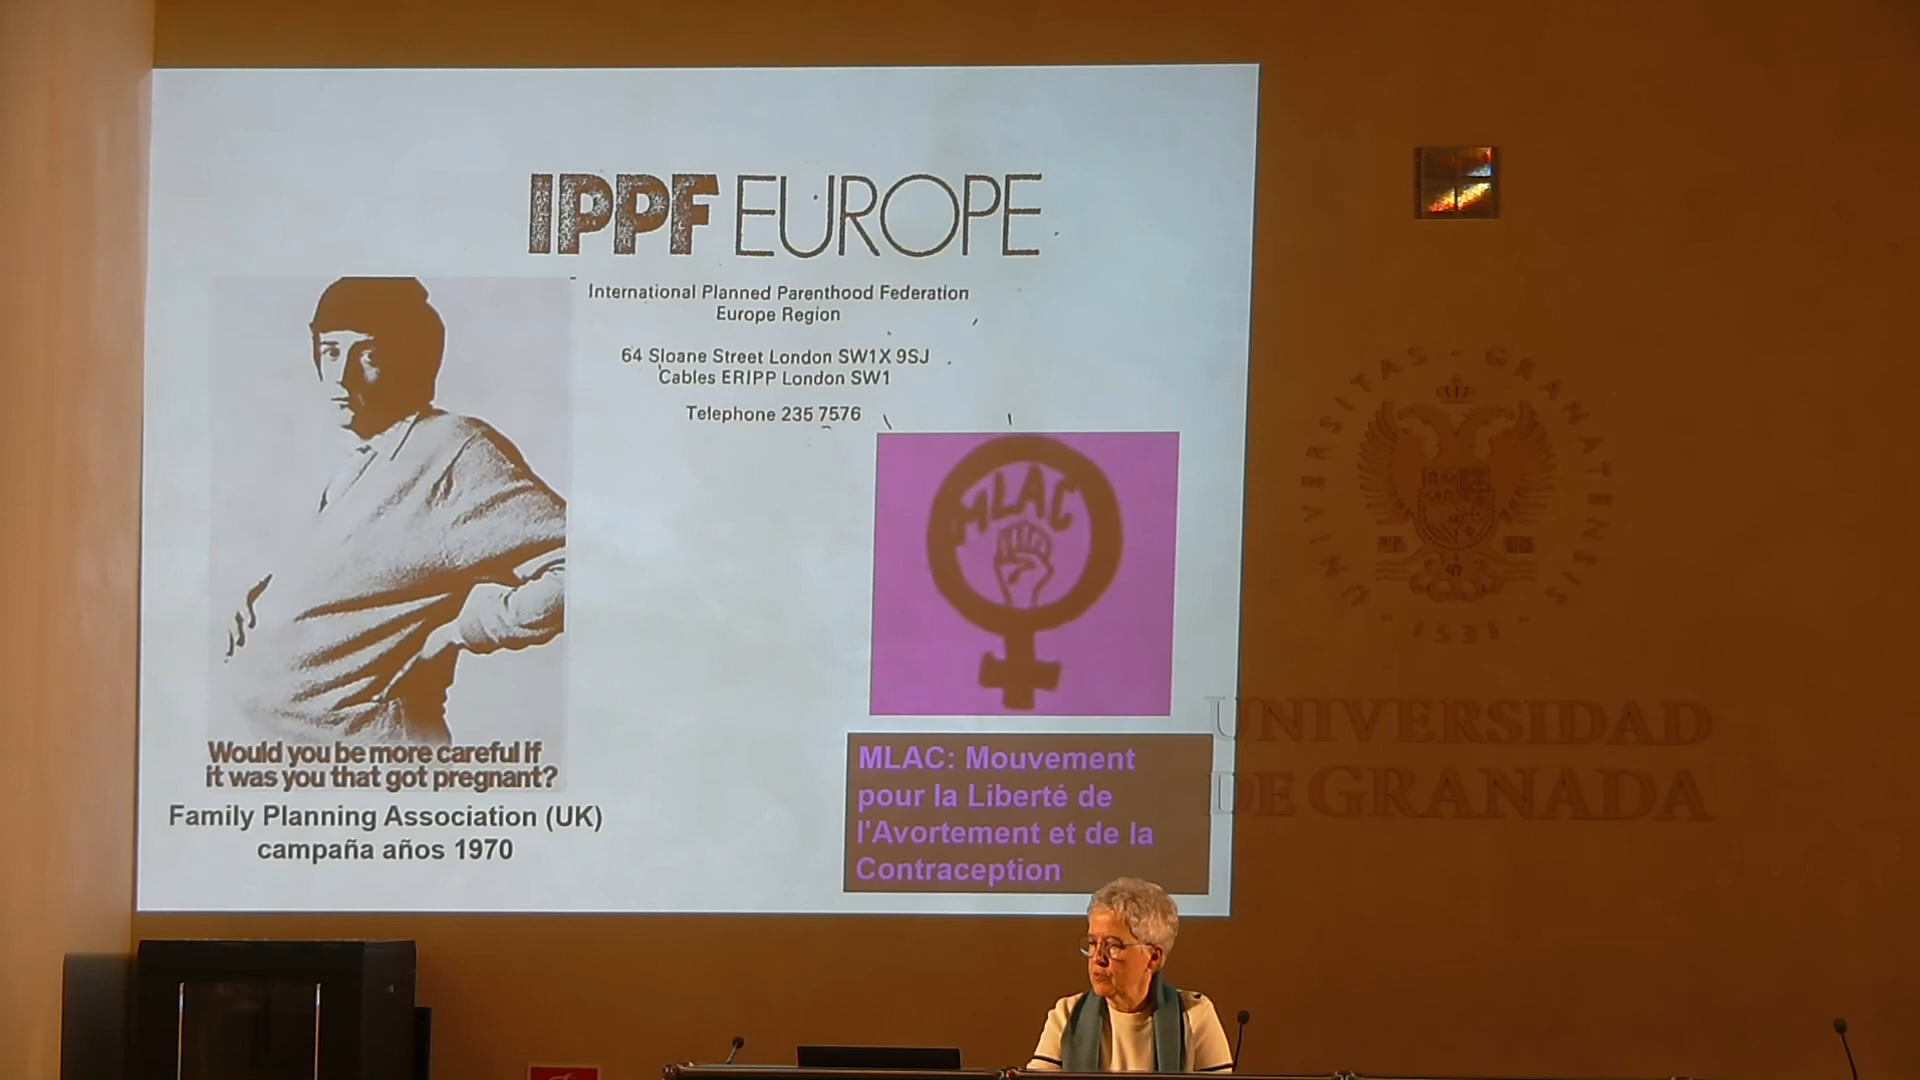 IPPF EUROPE
International Planned Parenthood Federation
Europe Region
64 Sloane Street London SW1X 9SJ
Cables ERIPP London SW1
Telephone 235 7576
Would you be more careful if
it was you that got pregnant?
Family Planning Association (UK)
campaña años 1970
MLAC
MLAC: Mouvement
pour la Liberté de
l'Avortement et de la
Contraception
UNIVERSITAS · GRANATENSIS
· 1531 ·
UNIVERSIDAD
DE GRANADA